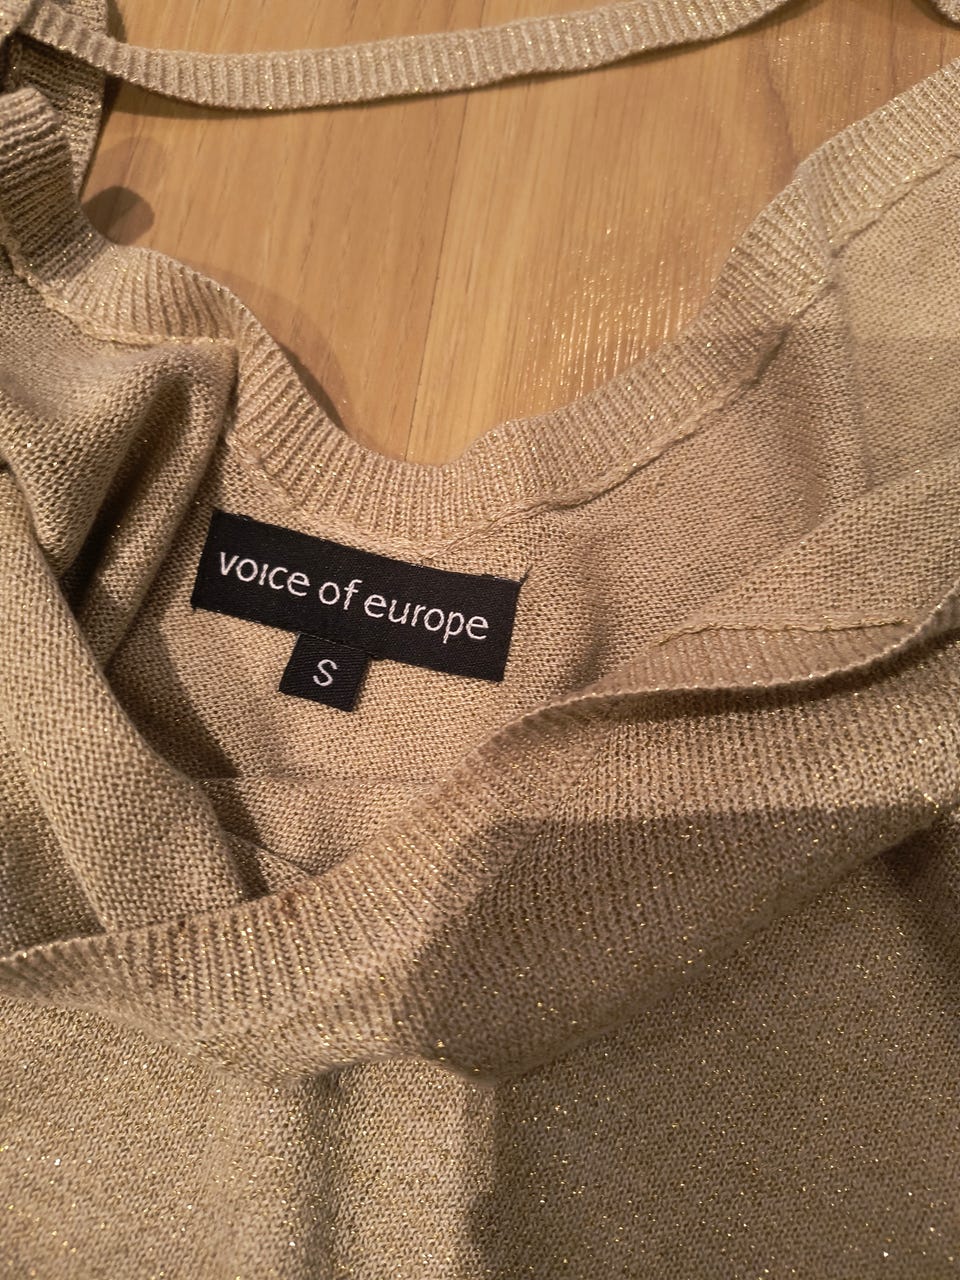 voice of europe
S